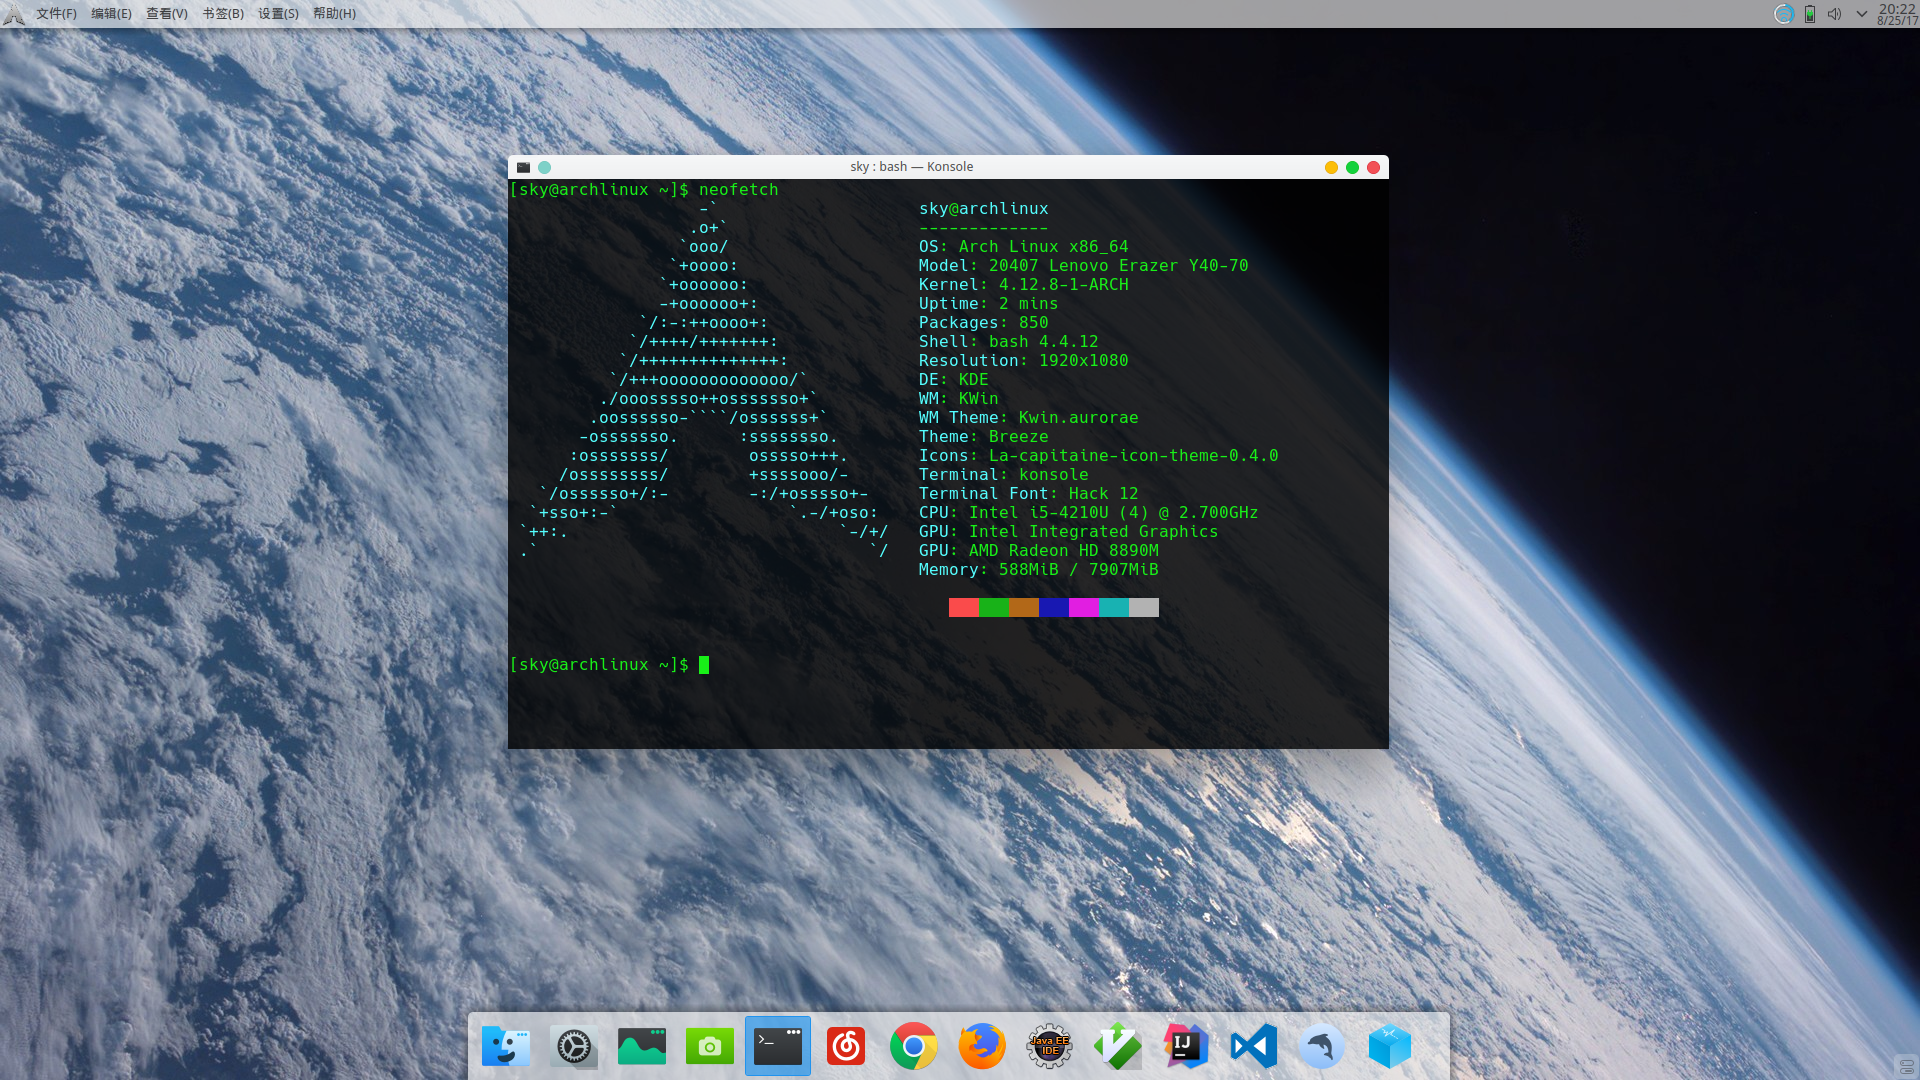 文件(F) 编辑(E) 查看(V) 书签(B) 设置(S) 帮助(H)
20:22
8/25/17
sky : bash — Konsole
[sky@archlinux ~]$ neofetch
                   -`                    sky@archlinux
                  .o+`                   -------------
                 `ooo/                   OS: Arch Linux x86_64
                `+oooo:                  Model: 20407 Lenovo Erazer Y40-70
               `+oooooo:                 Kernel: 4.12.8-1-ARCH
               -+oooooo+:                Uptime: 2 mins
             `/:-:++oooo+:               Packages: 850
            `/++++/+++++++:              Shell: bash 4.4.12
           `/++++++++++++++:             Resolution: 1920x1080
          `/+++ooooooooooooo/`           DE: KDE
         ./ooosssso++osssssso+`          WM: KWin
        .oossssso-````/ossssss+`         WM Theme: Kwin.aurorae
       -osssssso.      :ssssssso.        Theme: Breeze
      :osssssss/        osssso+++.       Icons: La-capitaine-icon-theme-0.4.0
     /ossssssss/        +ssssooo/-       Terminal: konsole
   `/ossssso+/:-        -:/+osssso+-     Terminal Font: Hack 12
  `+sso+:-`                 `.-/+oso:    CPU: Intel i5-4210U (4) @ 2.700GHz
 `++:.                           `-/+/   GPU: Intel Integrated Graphics
 .`                                 `/   GPU: AMD Radeon HD 8890M
                                         Memory: 588MiB / 7907MiB
[sky@archlinux ~]$
>_
Java EE
IDE
IJ